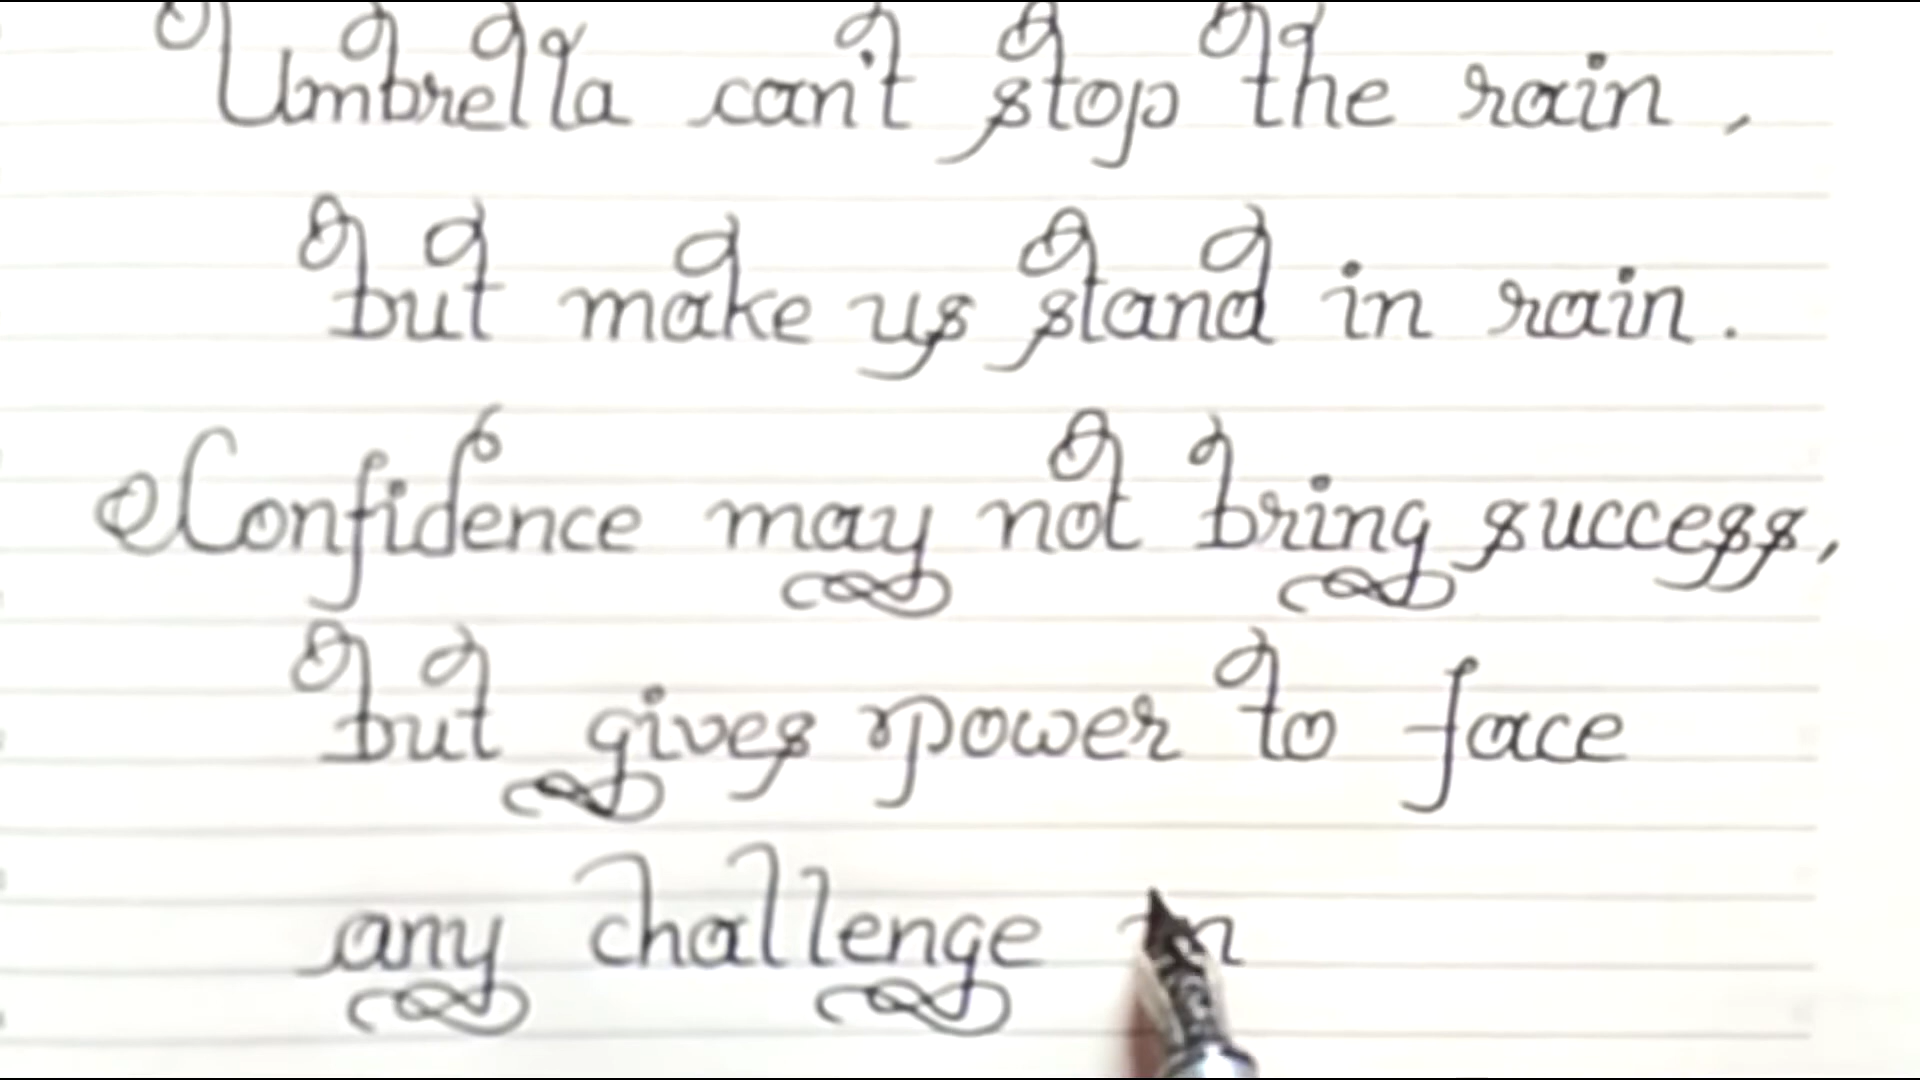 Umbrella can't stop the rain,
but make us stand in rain.
Confidence may not bring success,
but gives power to face
any challenge in